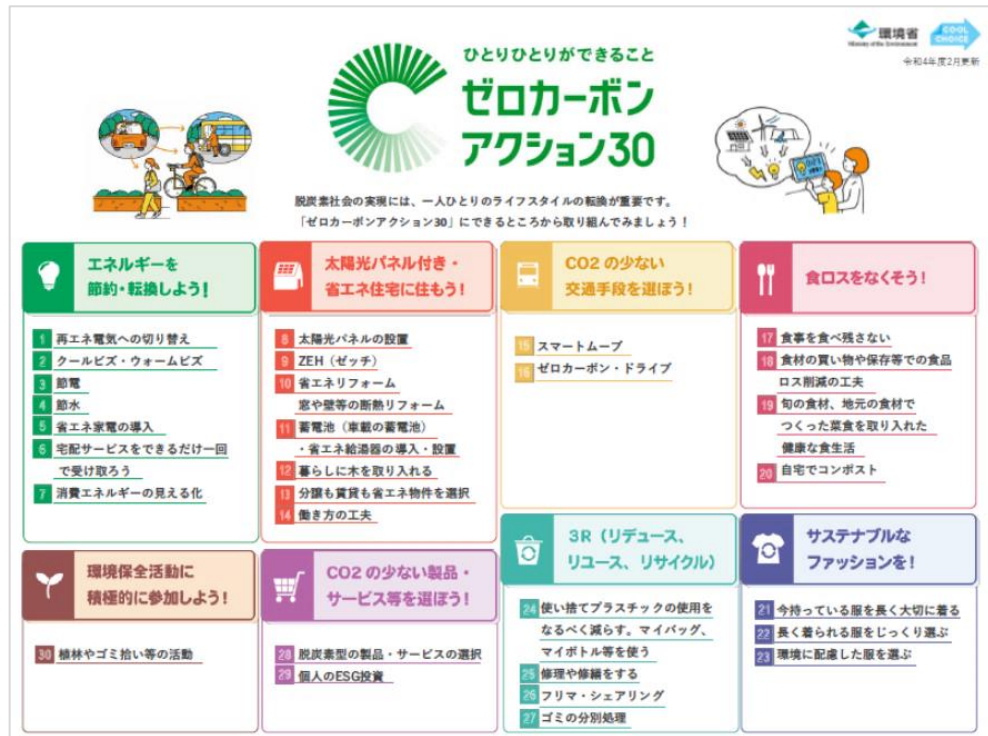 環境省
Ministry of the Environment
COOL
CHOICE
令和4年度2月更新
ひとりひとりができること
ゼロカーボン
アクション30
脱炭素社会の実現には、一人ひとりのライフスタイルの転換が重要です。
「ゼロカーボンアクション30」にできるところから取り組んでみましょう！
エネルギーを
節約・転換しよう！
1 再エネ電気への切り替え
2 クールビズ・ウォームビズ
3 節電
4 節水
5 省エネ家電の導入
6 宅配サービスをできるだけ一回
で受け取ろう
7 消費エネルギーの見える化
太陽光パネル付き・
省エネ住宅に住もう！
8 太陽光パネルの設置
9 ZEH（ゼッチ）
10 省エネリフォーム
窓や壁等の断熱リフォーム
11 蓄電池（車載の蓄電池）
・省エネ給湯器の導入・設置
12 暮らしに木を取り入れる
13 分譲も賃貸も省エネ物件を選択
14 働き方の工夫
CO2の少ない
交通手段を選ぼう！
15 スマートムーブ
16 ゼロカーボン・ドライブ
食ロスをなくそう！
17 食事を食べ残さない
18 食材の買い物や保存等での食品
ロス削減の工夫
19 旬の食材、地元の食材で
つくった菜食を取り入れた
健康な食生活
20 自宅でコンポスト
環境保全活動に
積極的に参加しよう！
30 植林やゴミ拾い等の活動
CO2の少ない製品・
サービス等を選ぼう！
28 脱炭素型の製品・サービスの選択
29 個人のESG投資
3R（リデュース、
リユース、リサイクル）
24 使い捨てプラスチックの使用を
なるべく減らす。マイバッグ、
マイボトル等を使う
25 修理や修繕をする
26 フリマ・シェアリング
27 ゴミの分別処理
サステナブルな
ファッションを！
21 今持っている服を長く大切に着る
22 長く着られる服をじっくり選ぶ
23 環境に配慮した服を選ぶ